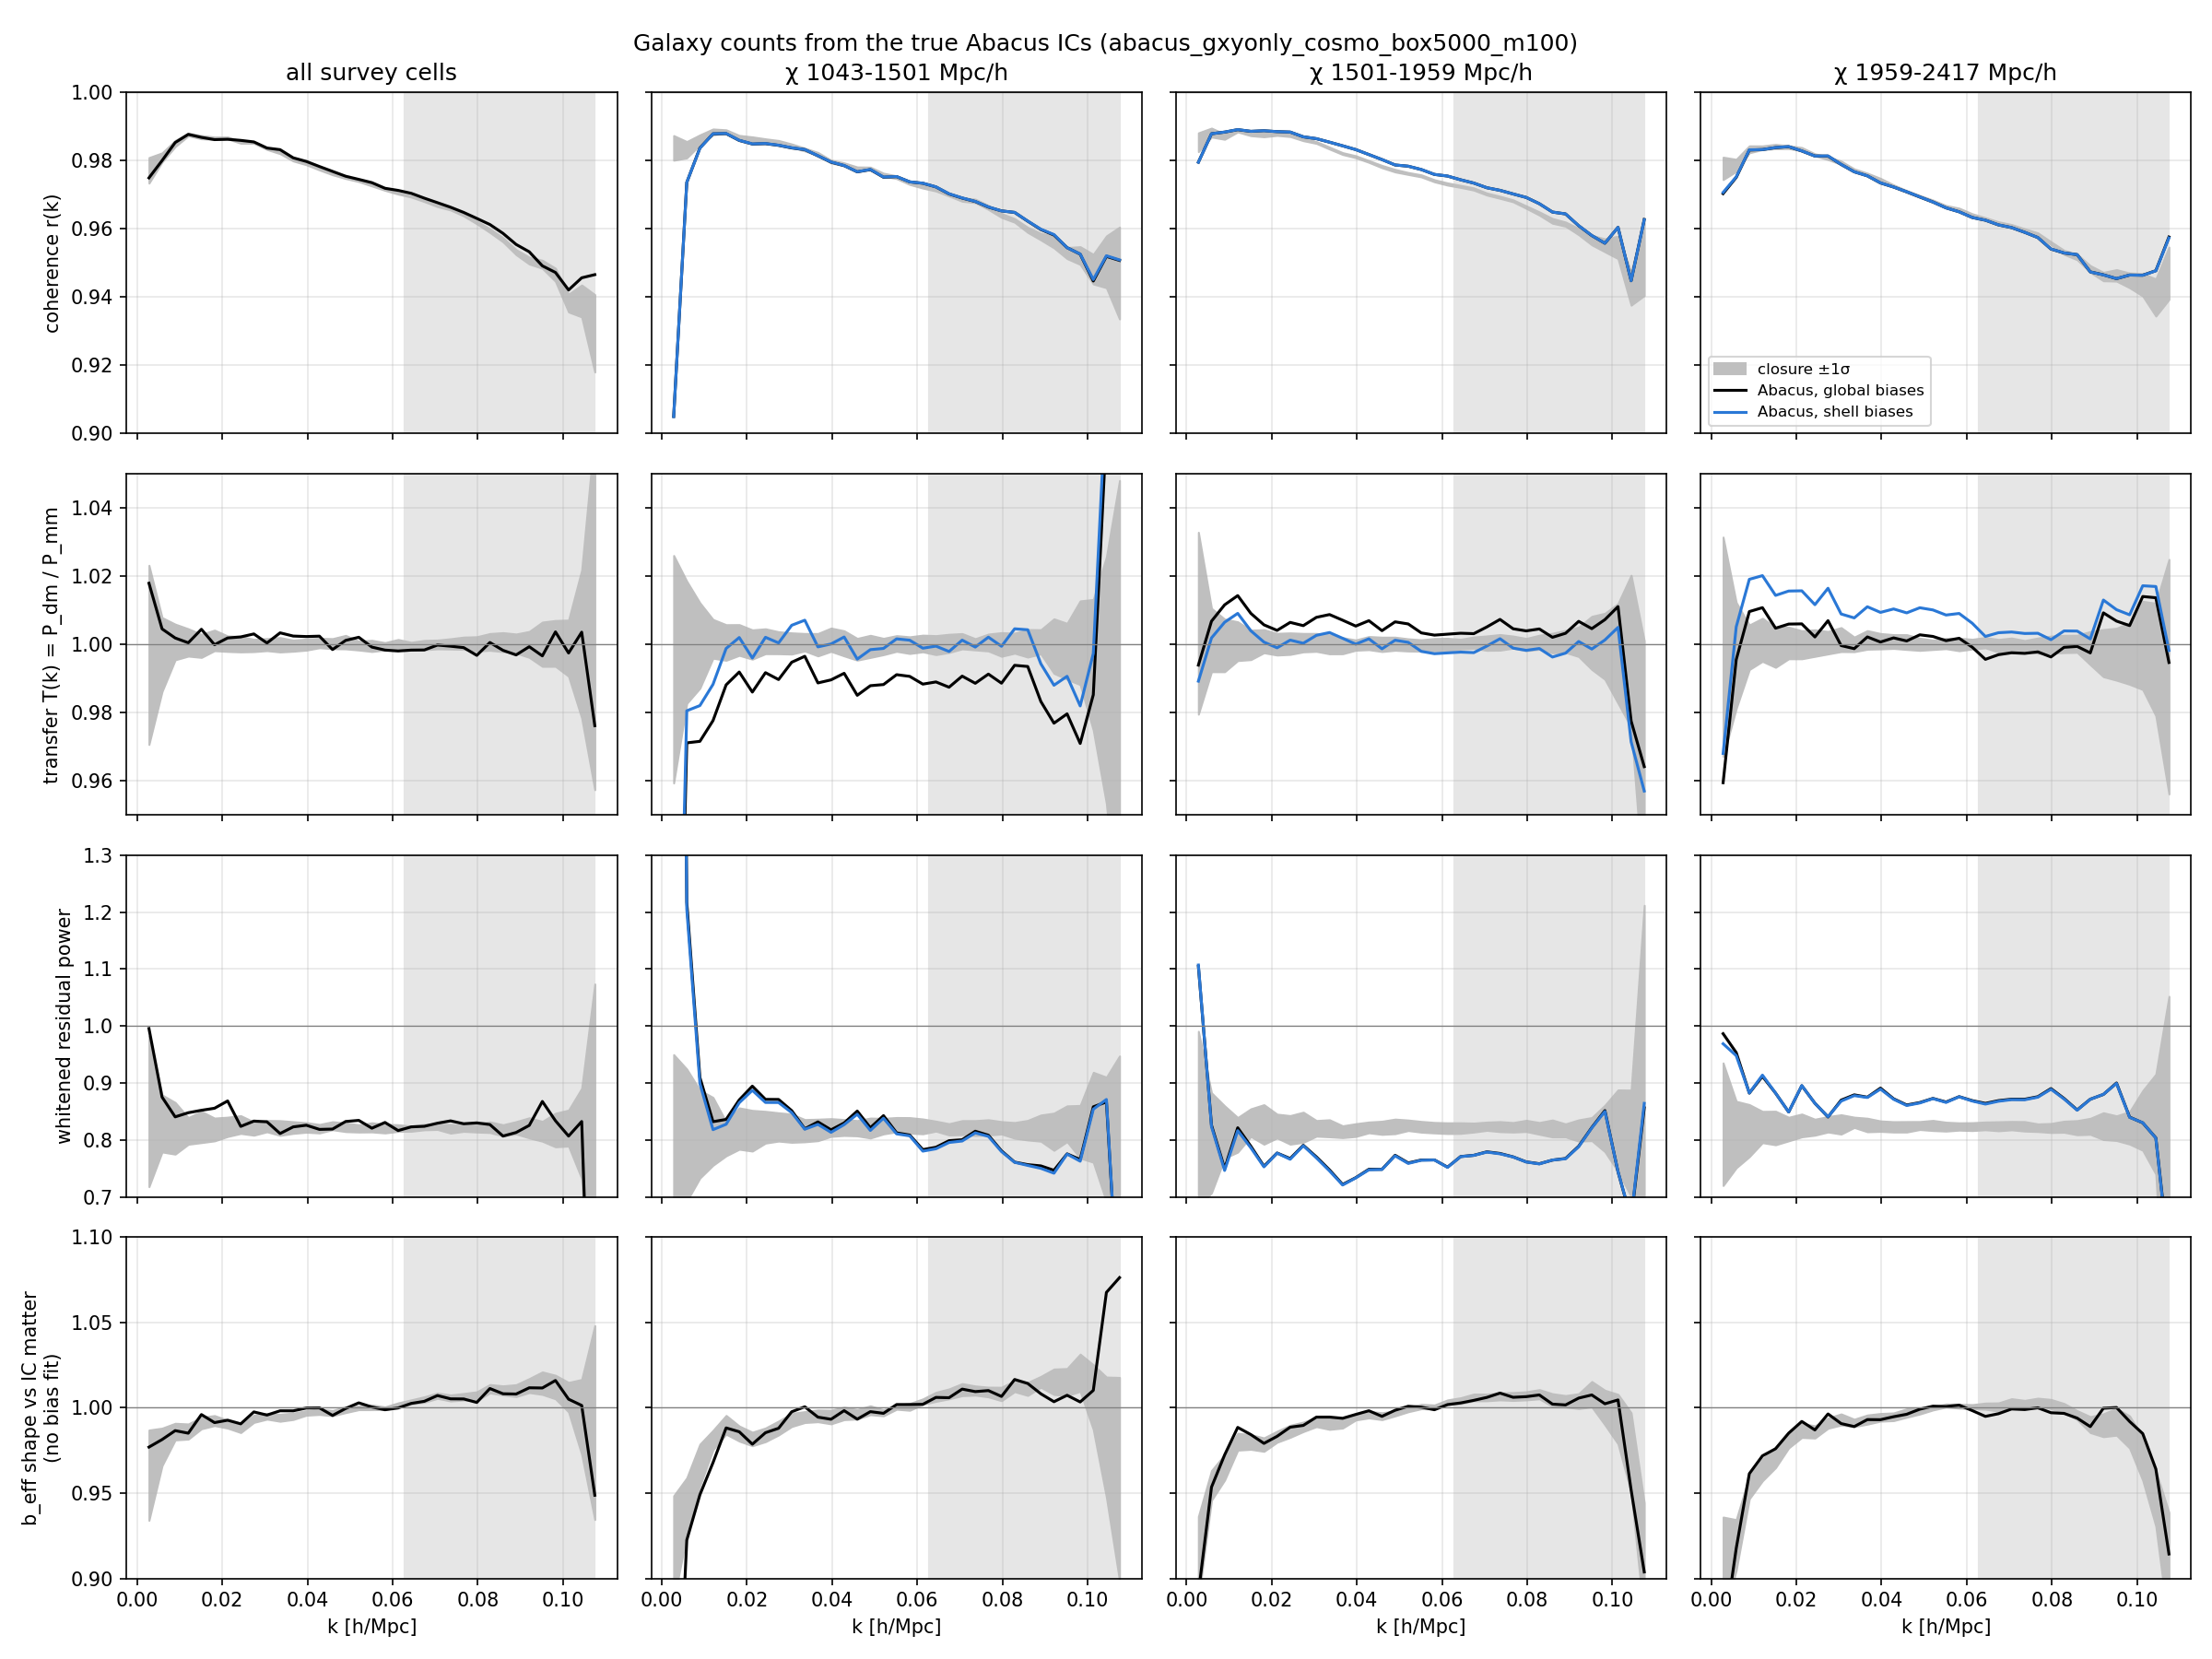 Galaxy counts from the true Abacus ICs (abacus_gxyonly_cosmo_box5000_m100)
all survey cells
χ 1043-1501 Mpc/h
χ 1501-1959 Mpc/h
χ 1959-2417 Mpc/h
coherence r(k)
1.00
0.98
0.96
0.94
0.92
0.90
closure ±1σ
Abacus, global biases
Abacus, shell biases
transfer T(k) = P_dm / P_mm
1.04
1.02
1.00
0.98
0.96
whitened residual power
1.3
1.2
1.1
1.0
0.9
0.8
0.7
b_eff shape vs IC matter
(no bias fit)
1.10
1.05
1.00
0.95
0.90
0.00 0.02 0.04 0.06 0.08 0.10
0.00 0.02 0.04 0.06 0.08 0.10
0.00 0.02 0.04 0.06 0.08 0.10
0.00 0.02 0.04 0.06 0.08 0.10
k [h/Mpc]
k [h/Mpc]
k [h/Mpc]
k [h/Mpc]